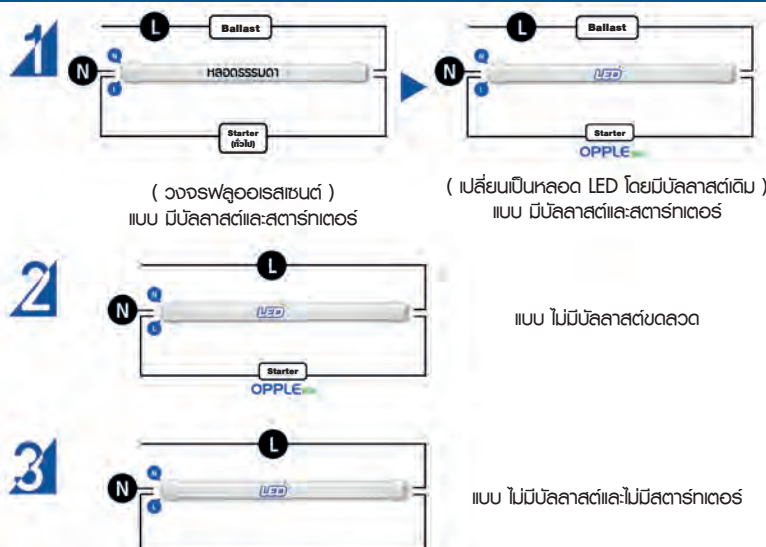 1
L
Ballast
N
N
หลอดธรรมดา
L
Starter
(ทั่วไป)
( วงจรฟลูออเรสเซนต์ )
แบบ มีบัลลาสต์และสตาร์ทเตอร์
L
Ballast
N
N
LED
L
Starter
OPPLE
( เปลี่ยนเป็นหลอด LED โดยมีบัลลาสต์เดิม )
แบบ มีบัลลาสต์และสตาร์ทเตอร์
2
L
N
N
LED
L
Starter
OPPLE
แบบ ไม่มีบัลลาสต์ขดลวด
3
L
N
N
LED
L
แบบ ไม่มีบัลลาสต์และไม่มีสตาร์ทเตอร์